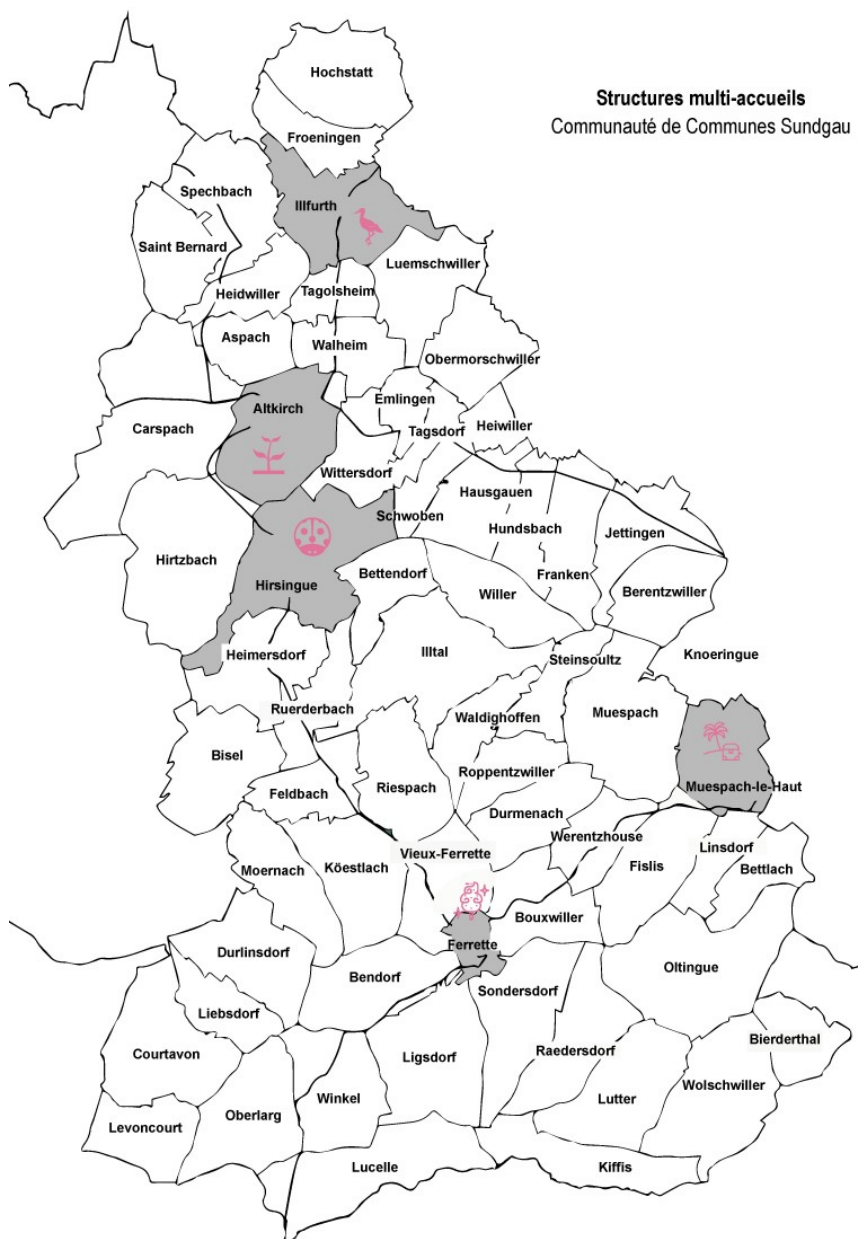 Structures multi-accueils
Communauté de Communes Sundgau
Hochstatt
Froeningen
Spechbach
Illfurth
Saint Bernard
Luemschwiller
Heidwiller
Tagolsheim
Aspach
Walheim
Obermorschwiller
Emlingen
Altkirch
Carspach
Tagsdorf
Heiwiller
Wittersdorf
Hausgauen
Schwoben
Hundsbach
Jettingen
Hirtzbach
Bettendorf
Franken
Hirsingue
Willer
Berentzwiller
Heimersdorf
Illtal
Steinsoultz
Knoeringue
Ruerderbach
Waldighoffen
Muespach
Bisel
Roppentzwiller
Riespach
Muespach-le-Haut
Feldbach
Durmenach
Werentzhouse
Linsdorf
Vieux-Ferrette
Fislis
Bettlach
Moernach
Köestlach
Bouxwiller
Ferrette
Durlinsdorf
Oltingue
Bendorf
Sondersdorf
Liebsdorf
Bierderthal
Courtavon
Ligsdorf
Raedersdorf
Wolschwiller
Winkel
Lutter
Oberlarg
Levoncourt
Lucelle
Kiffis